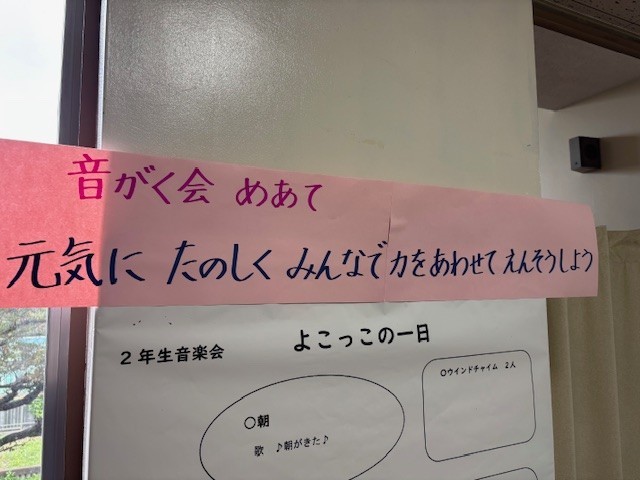 音がく会 めあて
元気に たのしく みんなで 力をあわせて えんそうしよう
2年生音楽会 よこっこの一日
○ウインドチャイム 2人
○朝
歌 ♪朝がきた♪